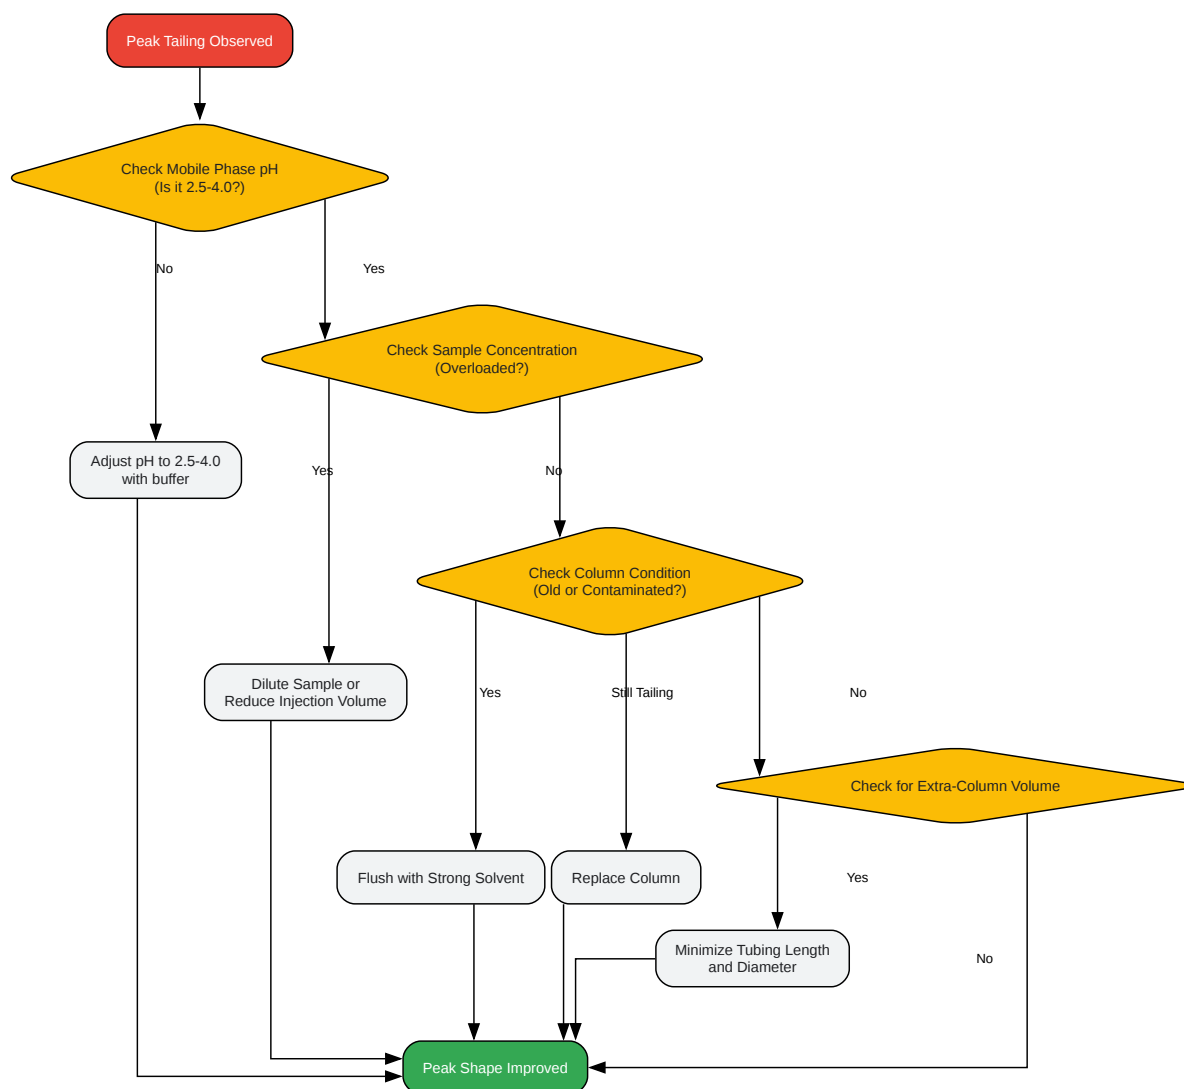 Peak Tailing Observed
Check Mobile Phase pH
(Is it 2.5-4.0?)
No
Yes
Check Sample Concentration
(Overloaded?)
Adjust pH to 2.5-4.0
with buffer
Yes
No
Check Column Condition
(Old or Contaminated?)
Dilute Sample or
Reduce Injection Volume
Yes
Still Tailing
No
Check for Extra-Column Volume
Flush with Strong Solvent
Replace Column
Yes
Minimize Tubing Length
and Diameter
No
Peak Shape Improved